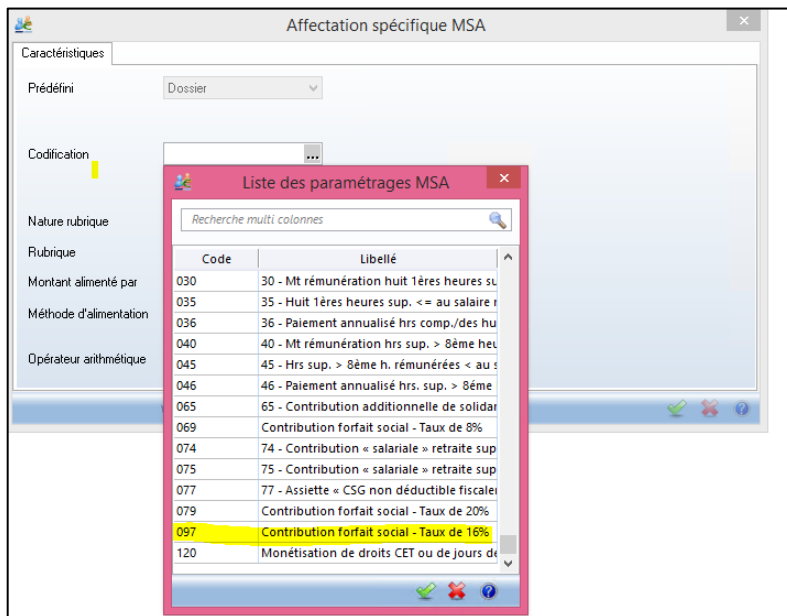 Affectation spécifique MSA
Caractéristiques
Prédéfini Dossier
Codification ...
Nature rubrique
Rubrique
Montant alimenté par
Méthode d'alimentation
Opérateur arithmétique
Liste des paramétrages MSA
Recherche multi colonnes
Code Libellé
030 30 - Mt rémunération huit 1ères heures su
035 35 - Huit 1ères heures sup. <= au salaire
036 36 - Paiement annualisé hrs comp./des hu
040 40 - Mt rémunération hrs sup. > 8ème heu
045 45 - Hrs sup. > 8ème h. rémunérées < au s
046 46 - Paiement annualisé hrs. sup. > 8éme
065 65 - Contribution additionnelle de solidar
069 Contribution forfait social - Taux de 8%
074 74 - Contribution « salariale » retraite sup
075 75 - Contribution « salariale » retraite sup
077 77 - Assiette « CSG non déductible fiscale
079 Contribution forfait social - Taux de 20%
097 Contribution forfait social - Taux de 16%
120 Monétisation de droits CET ou de jours de